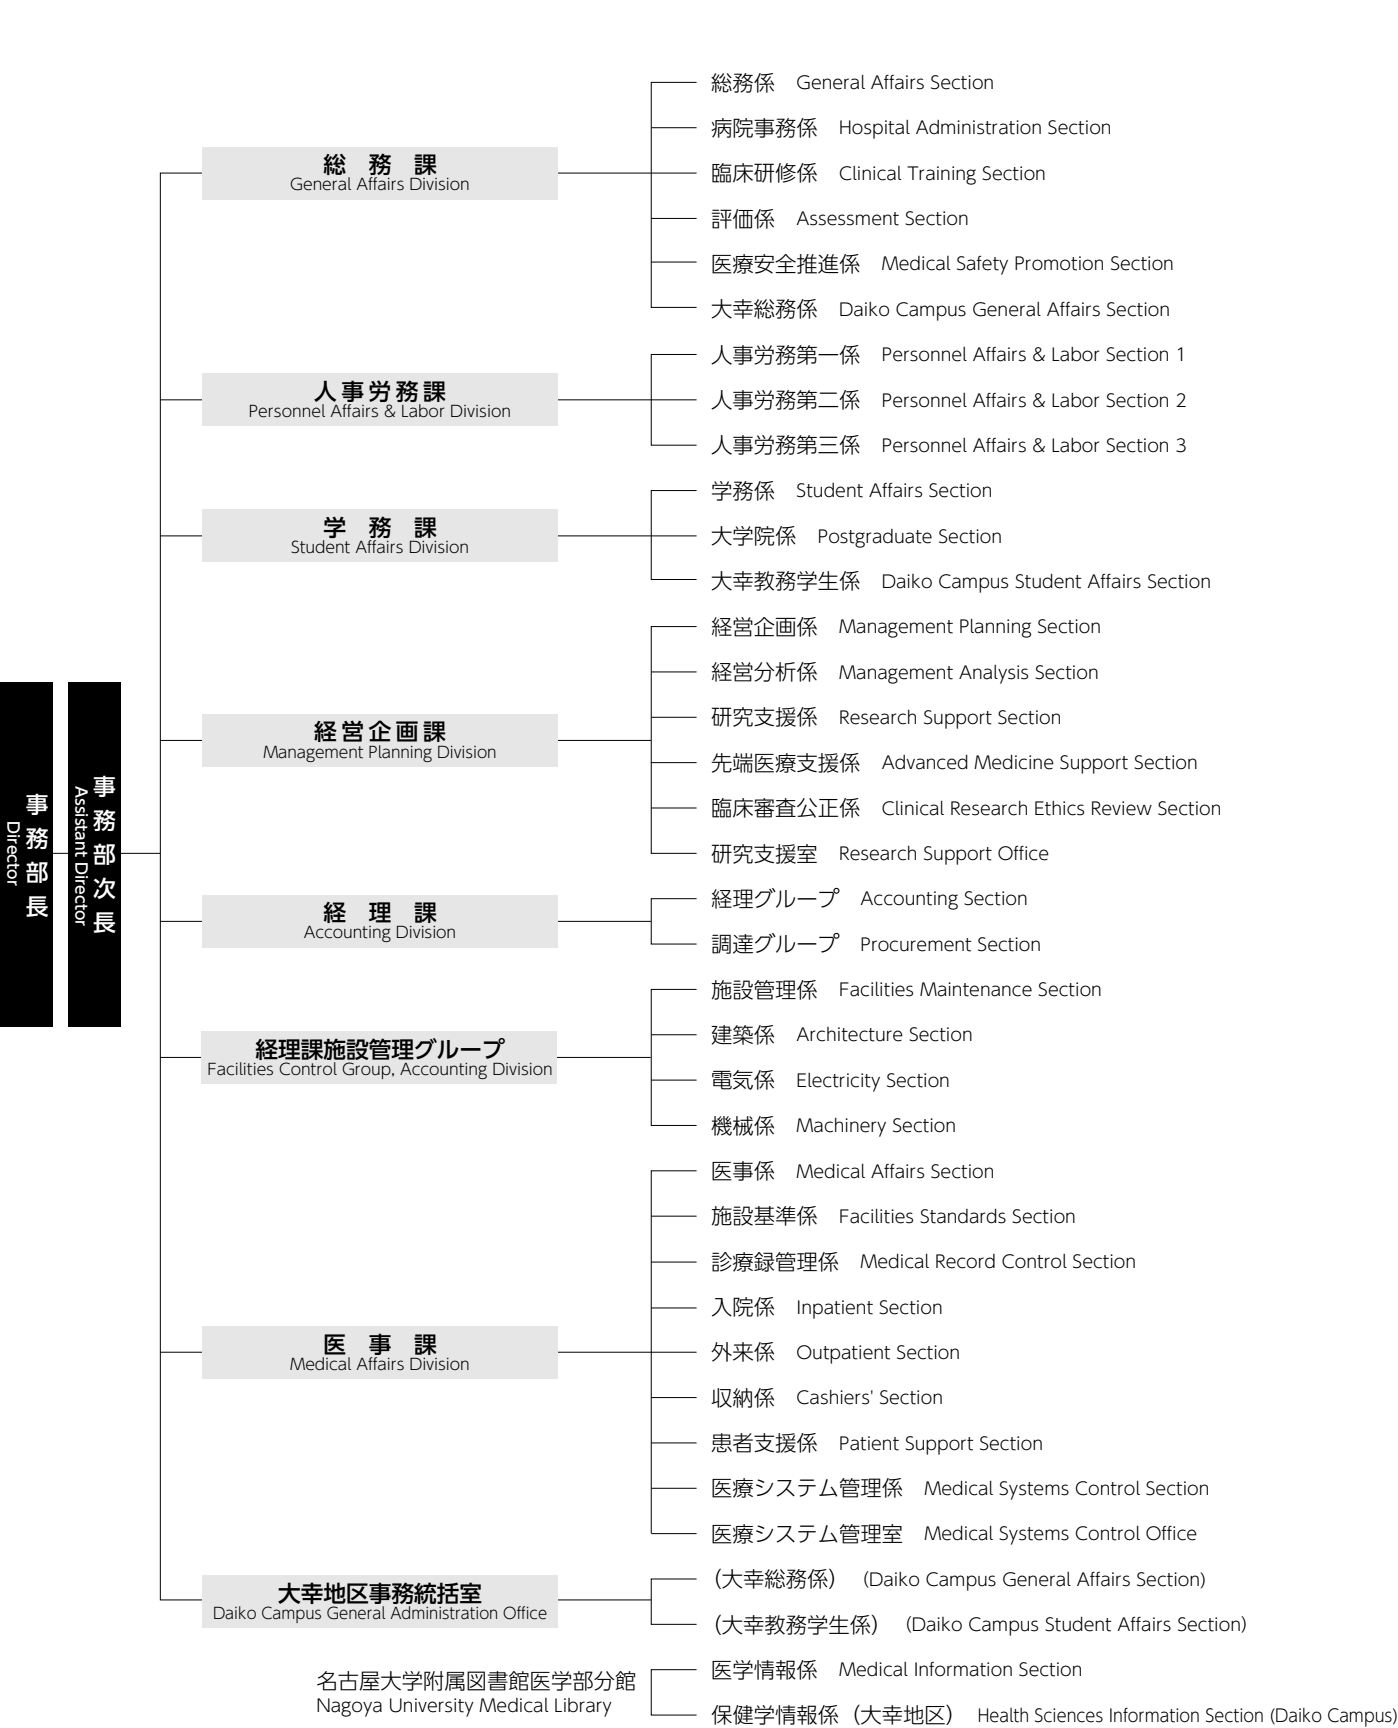 事務部長
Director
事務部次長
Assistant Director
総務課
General Affairs Division
総務係 General Affairs Section
病院事務係 Hospital Administration Section
臨床研修係 Clinical Training Section
評価係 Assessment Section
医療安全推進係 Medical Safety Promotion Section
大幸総務係 Daiko Campus General Affairs Section
人事労務課
Personnel Affairs & Labor Division
人事労務第一係 Personnel Affairs & Labor Section 1
人事労務第二係 Personnel Affairs & Labor Section 2
人事労務第三係 Personnel Affairs & Labor Section 3
学務課
Student Affairs Division
学務係 Student Affairs Section
大学院係 Postgraduate Section
大幸教務学生係 Daiko Campus Student Affairs Section
経営企画課
Management Planning Division
経営企画係 Management Planning Section
経営分析係 Management Analysis Section
研究支援係 Research Support Section
先端医療支援係 Advanced Medicine Support Section
臨床審査公正係 Clinical Research Ethics Review Section
研究支援室 Research Support Office
経理課
Accounting Division
経理グループ Accounting Section
調達グループ Procurement Section
経理課施設管理グループ
Facilities Control Group, Accounting Division
施設管理係 Facilities Maintenance Section
建築係 Architecture Section
電気係 Electricity Section
機械係 Machinery Section
医事課
Medical Affairs Division
医事係 Medical Affairs Section
施設基準係 Facilities Standards Section
診療録管理係 Medical Record Control Section
入院係 Inpatient Section
外来係 Outpatient Section
収納係 Cashiers' Section
患者支援係 Patient Support Section
医療システム管理係 Medical Systems Control Section
医療システム管理室 Medical Systems Control Office
大幸地区事務統括室
Daiko Campus General Administration Office
（大幸総務係） (Daiko Campus General Affairs Section)
（大幸教務学生係） (Daiko Campus Student Affairs Section)
名古屋大学附属図書館医学部分館
Nagoya University Medical Library
医学情報係 Medical Information Section
保健学情報係（大幸地区） Health Sciences Information Section (Daiko Campus)